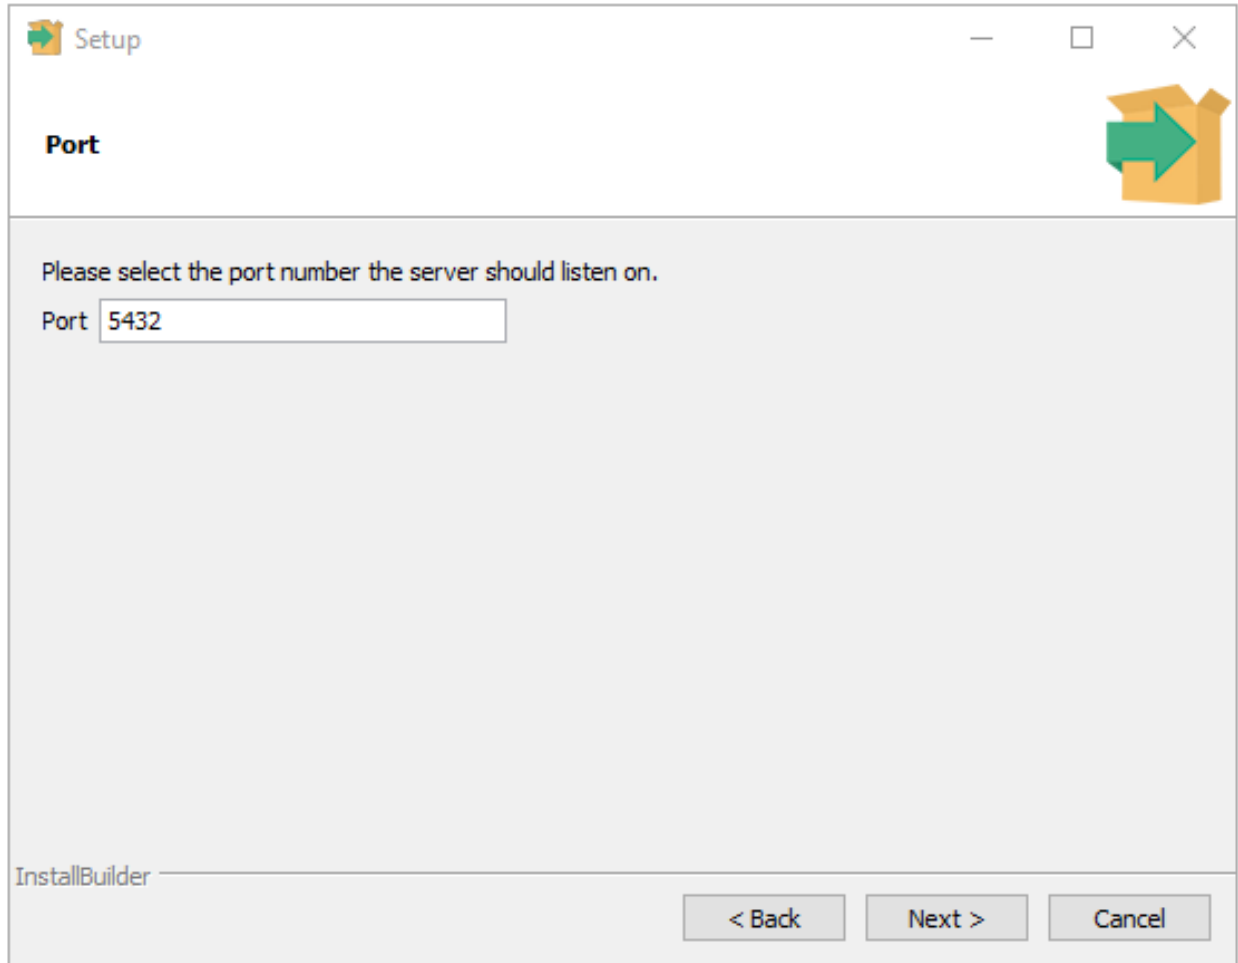 Setup
Port
Please select the port number the server should listen on.
Port 5432
InstallBuilder
< Back Next > Cancel